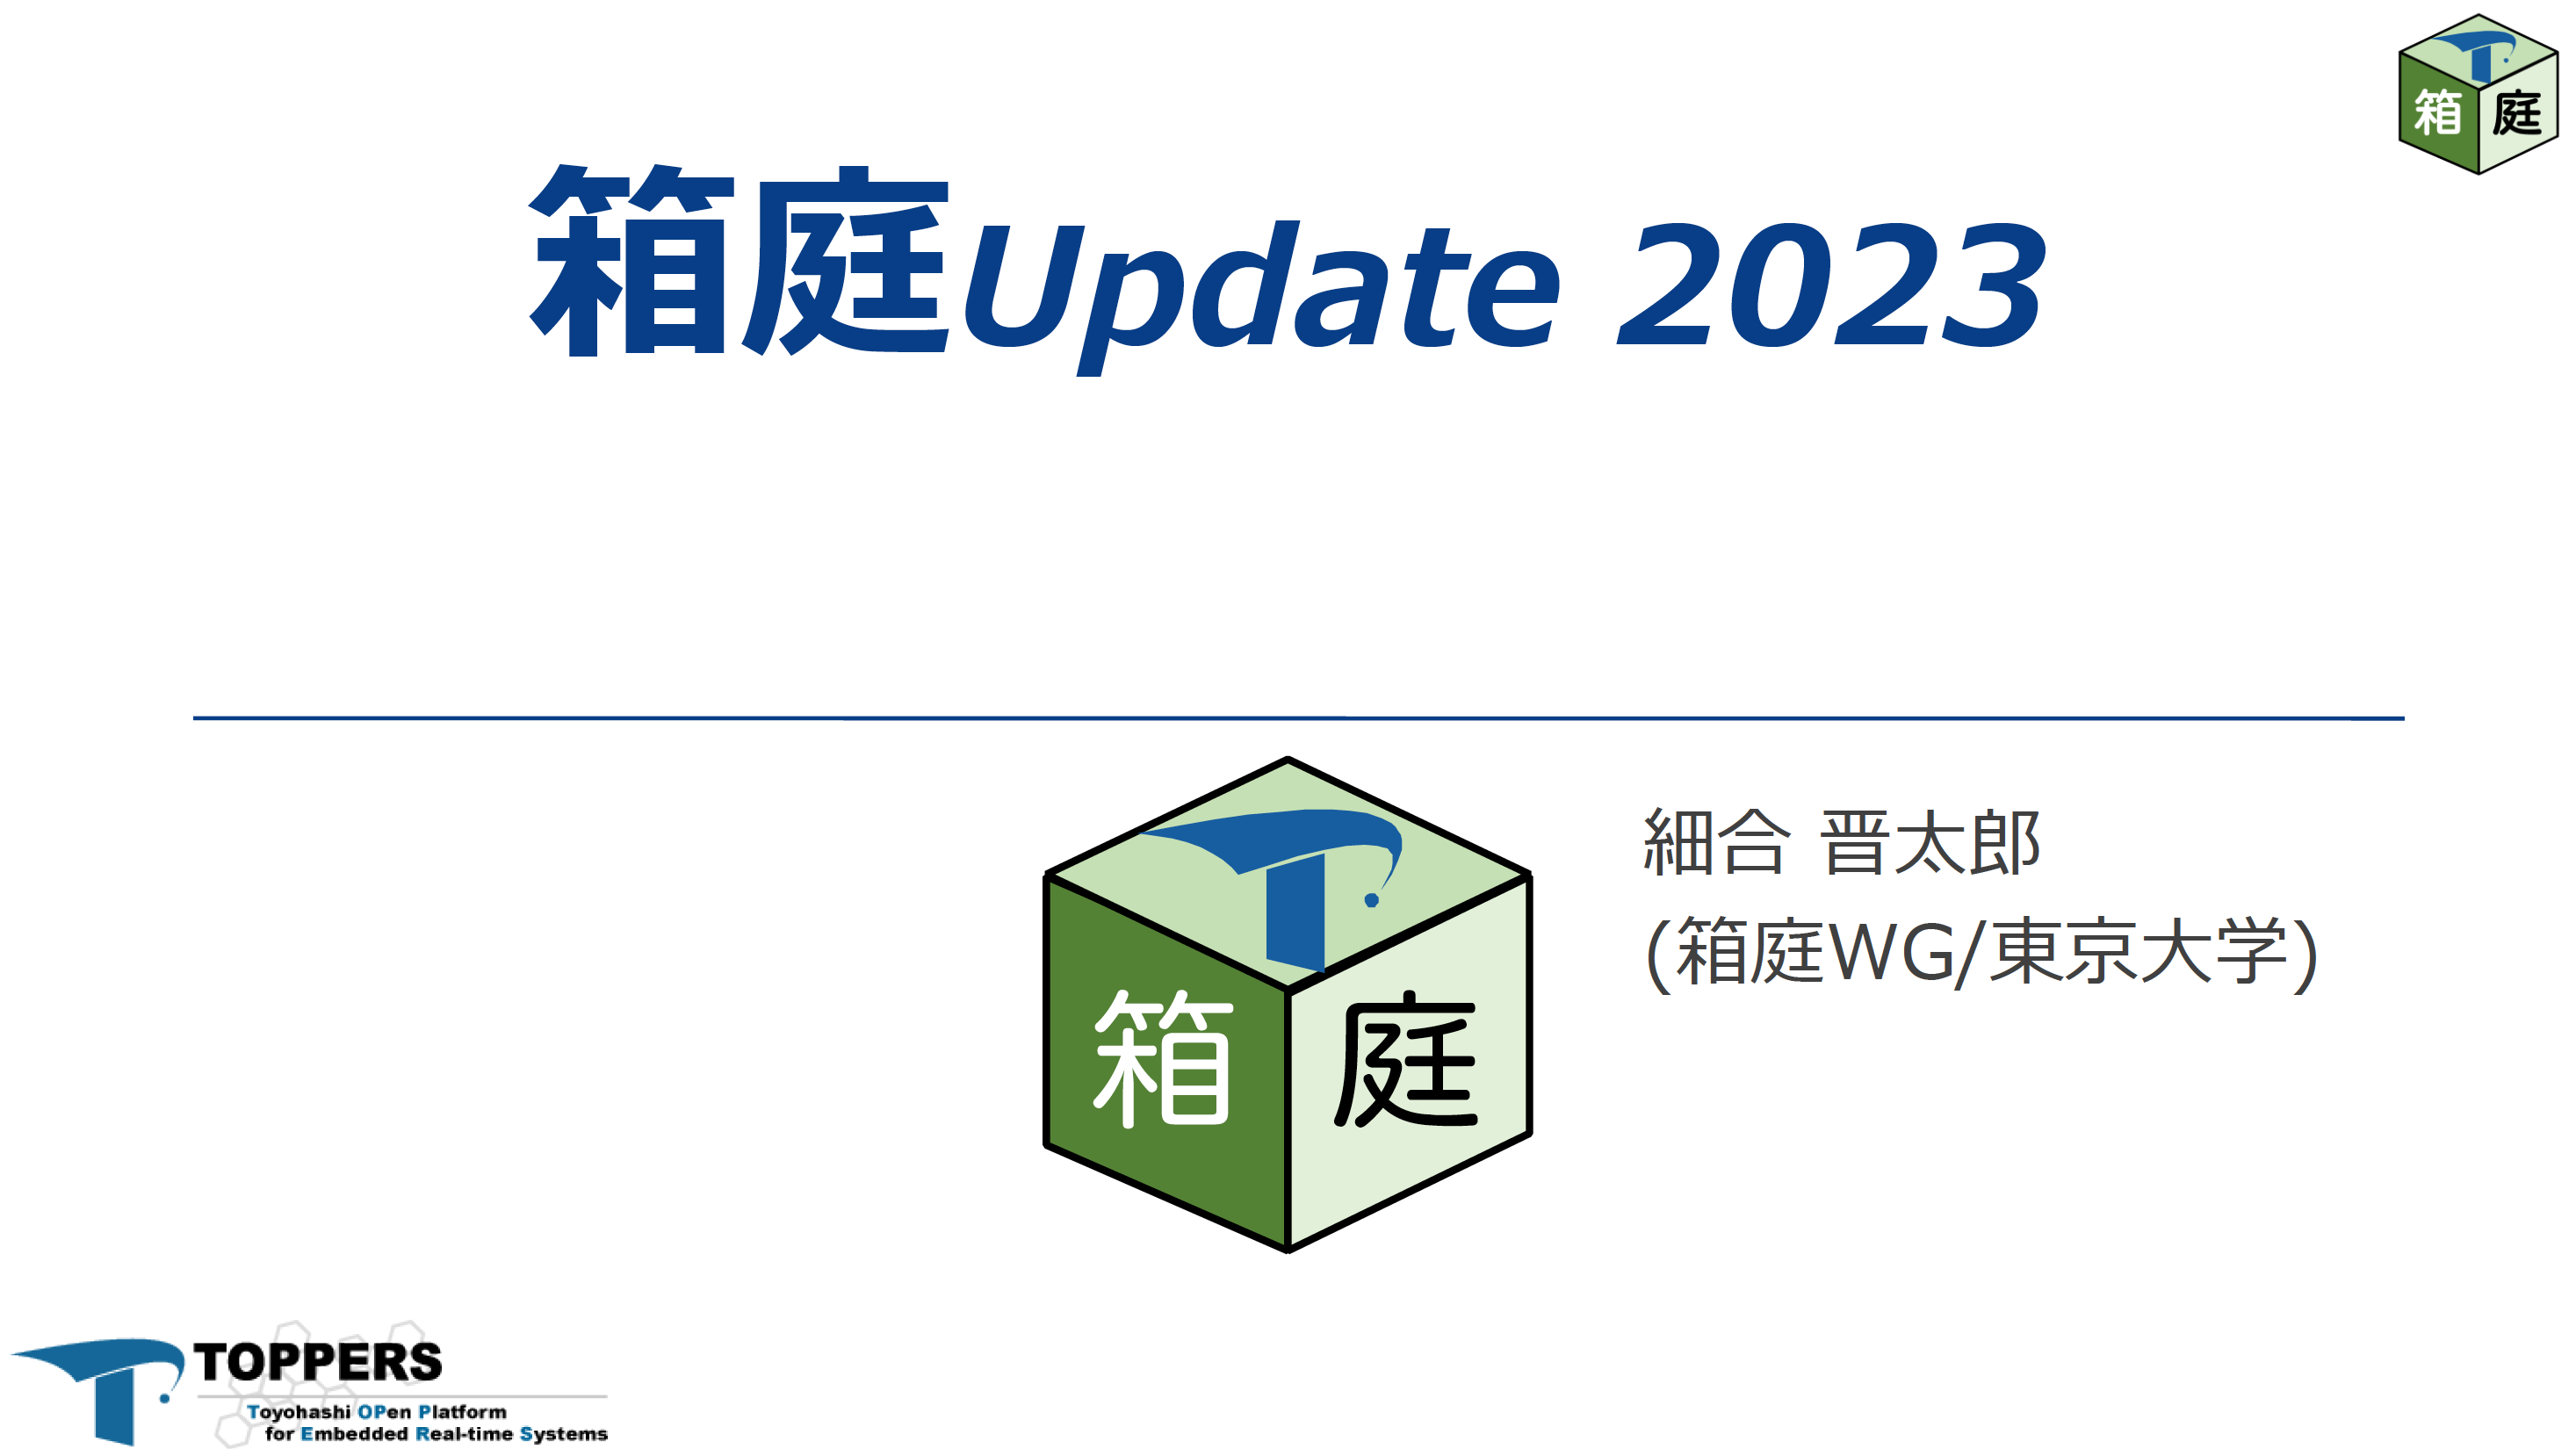 箱 庭
箱庭Update 2023
細合 晋太郎
(箱庭WG/東京大学)
箱 庭
TOPPERS
Toyohashi OPen Platform
for Embedded Real-time Systems